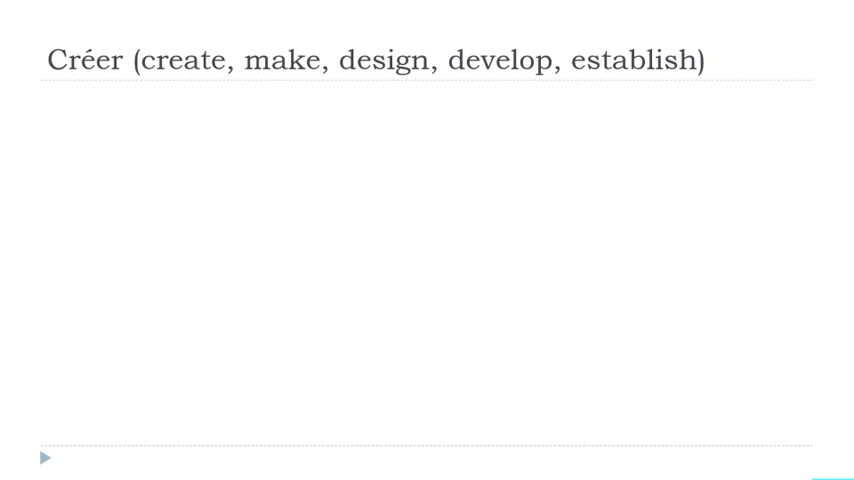 Créer (create, make, design, develop, establish)